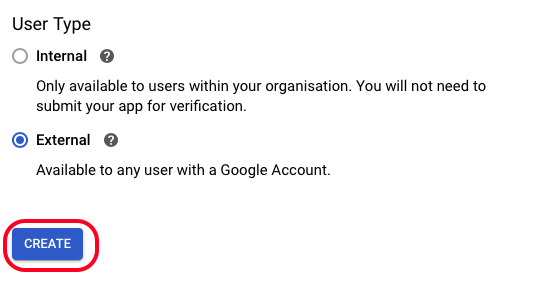 User Type
Internal
Only available to users within your organisation. You will not need to
submit your app for verification.
External
Available to any user with a Google Account.
CREATE